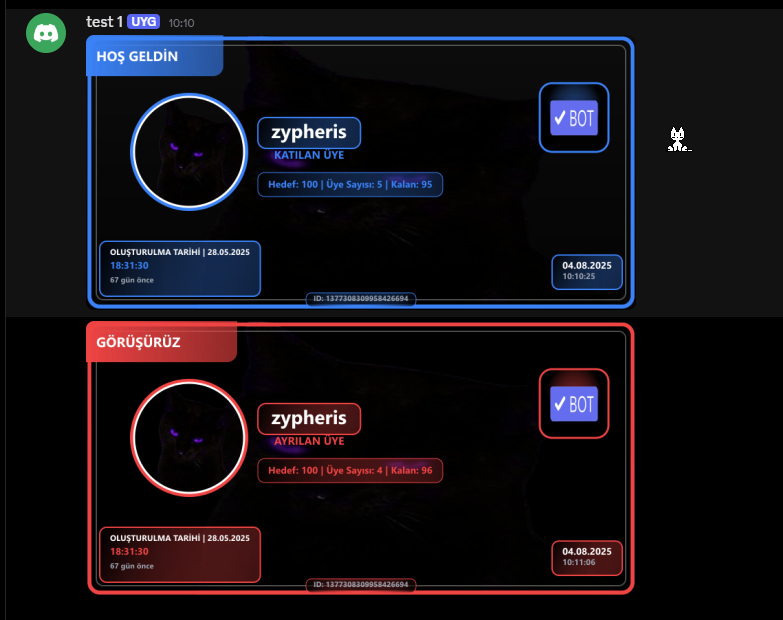 test 1 UYG 10:10
HOŞ GELDİN
zypheris
✓ BOT
KATILAN ÜYE
Hedef: 100 | Üye Sayısı: 5 | Kalan: 95
OLUŞTURULMA TARİHİ | 28.05.2025
18:31:30
67 gün önce
04.08.2025
10:10:25
ID: 1377308309958426694
GÖRÜŞÜRÜZ
zypheris
✓ BOT
AYRILAN ÜYE
Hedef: 100 | Üye Sayısı: 4 | Kalan: 96
OLUŞTURULMA TARİHİ | 28.05.2025
18:31:30
67 gün önce
04.08.2025
10:11:06
ID: 1377308309958426694